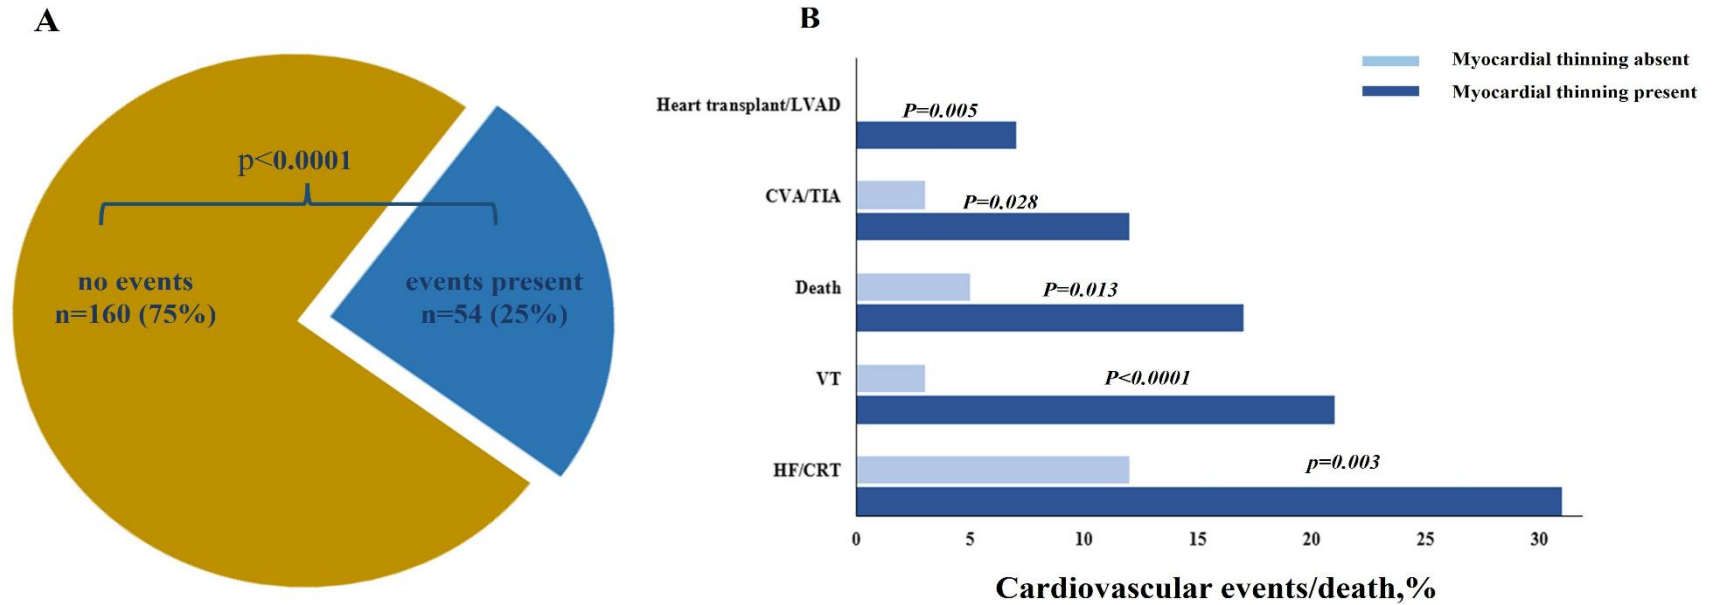 A
p<0.0001
no events
n=160 (75%)
events present
n=54 (25%)
B
Myocardial thinning absent
Myocardial thinning present
Heart transplant/LVAD
P=0.005
CVA/TIA
P=0.028
Death
P=0.013
VT
P<0.0001
HF/CRT
p=0.003
0 5 10 15 20 25 30
Cardiovascular events/death,%